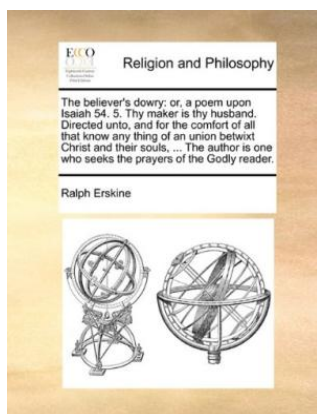 ECCO
Religion and Philosophy
The believer's dowry: or, a poem upon
Isaiah 54. 5. Thy maker is thy husband.
Directed unto, and for the comfort of all
that know any thing of an union betwixt
Christ and their souls, ... The author is one
who seeks the prayers of the Godly reader.
Ralph Erskine